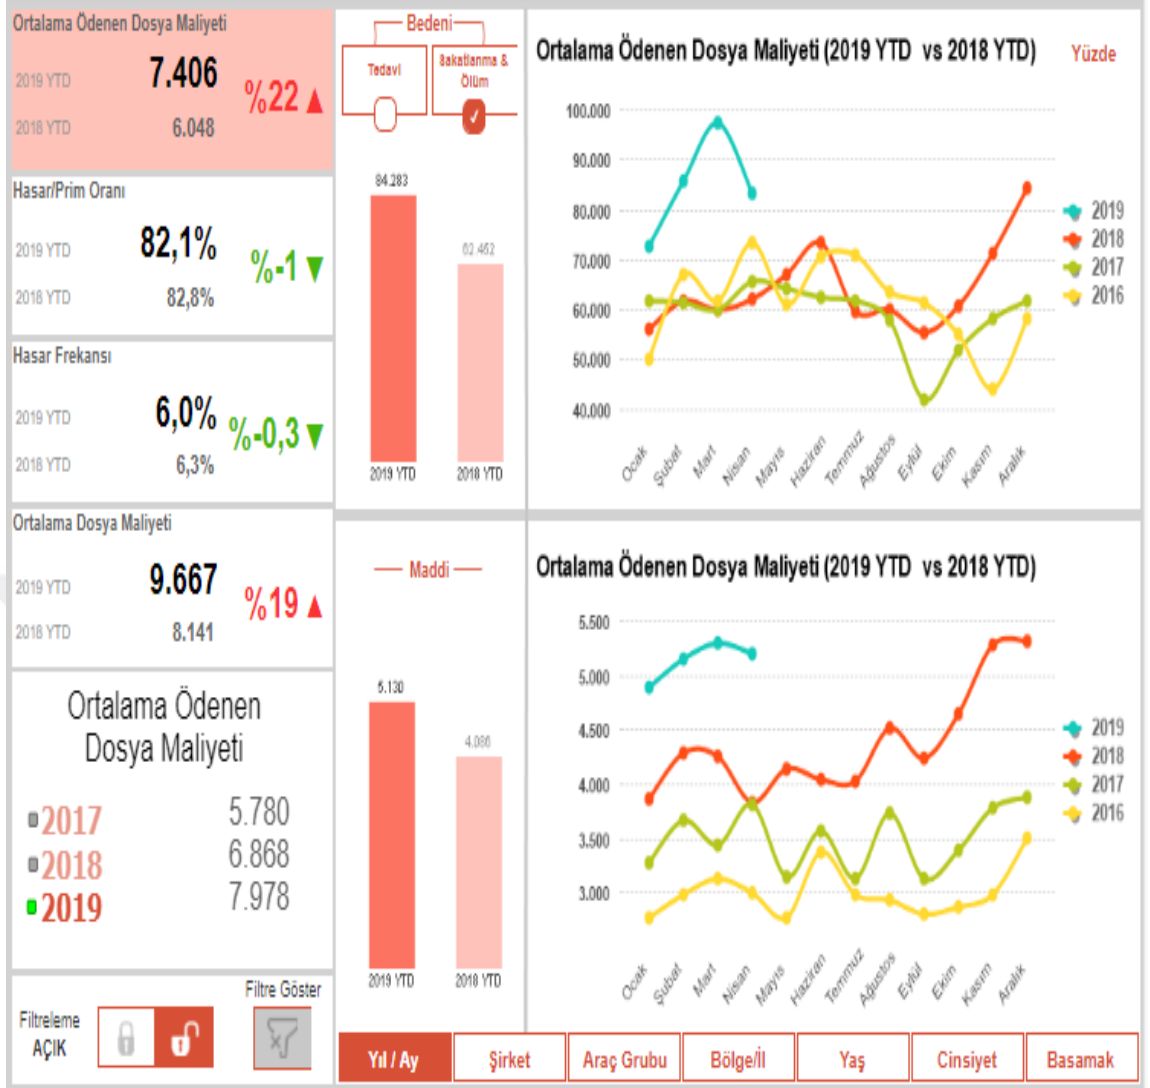 Ortalama Ödenen Dosya Maliyeti
2019 YTD 7.406
%22 ▲
2018 YTD 6.048
Hasar/Prim Oranı
2019 YTD 82,1%
%-1 ▼
2018 YTD 82,8%
Hasar Frekansı
2019 YTD 6,0%
%-0,3 ▼
2018 YTD 6,3%
Ortalama Dosya Maliyeti
2019 YTD 9.667
%19 ▲
2018 YTD 8.141
Ortalama Ödenen
Dosya Maliyeti
2017 5.780
2018 6.868
2019 7.978
Filtre Göster
Filtreleme
AÇIK
Bedeni
Tedavi
Sakatlanma &
Ölüm
84.283
62.462
2019 YTD 2018 YTD
Ortalama Ödenen Dosya Maliyeti (2019 YTD vs 2018 YTD) Yüzde
100.000
90.000
80.000
70.000
60.000
50.000
40.000
Ocak Şubat Mart Nisan Mayıs Haziran Temmuz Ağustos Eylül Ekim Kasım Aralık
2019
2018
2017
2016
Maddi
5.130
4.086
2019 YTD 2018 YTD
Ortalama Ödenen Dosya Maliyeti (2019 YTD vs 2018 YTD)
5.500
5.000
4.500
4.000
3.500
3.000
Ocak Şubat Mart Nisan Mayıs Haziran Temmuz Ağustos Eylül Ekim Kasım Aralık
2019
2018
2017
2016
Yıl / Ay Şirket Araç Grubu Bölge/İl Yaş Cinsiyet Basamak